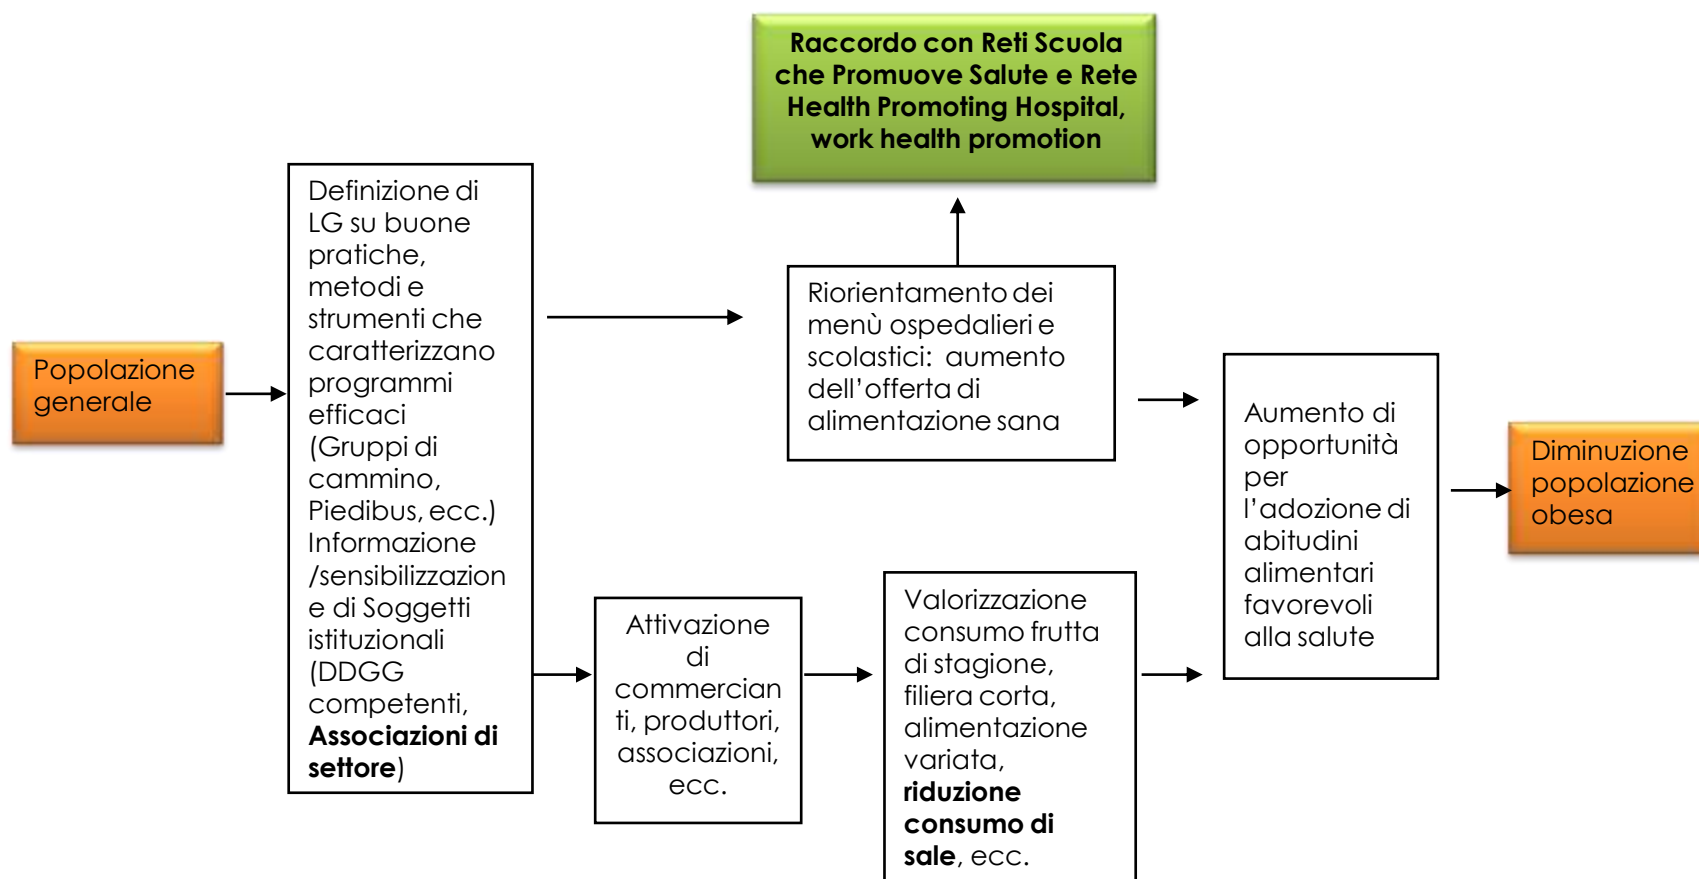 Raccordo con Reti Scuola
che Promuove Salute e Rete
Health Promoting Hospital,
work health promotion
Popolazione
generale
Definizione di
LG su buone
pratiche,
metodi e
strumenti che
caratterizzano
programmi
efficaci
(Gruppi di
cammino,
Piedibus, ecc.)
Informazione
/sensibilizzazion
e di Soggetti
istituzionali
(DDGG
competenti,
Associazioni di
settore)
Riorientamento dei
menù ospedalieri e
scolastici: aumento
dell’offerta di
alimentazione sana
Attivazione
di
commercian
ti, produttori,
associazioni,
ecc.
Valorizzazione
consumo frutta
di stagione,
filiera corta,
alimentazione
variata,
riduzione
consumo di
sale, ecc.
Aumento di
opportunità
per
l’adozione di
abitudini
alimentari
favorevoli
alla salute
Diminuzione
popolazione
obesa